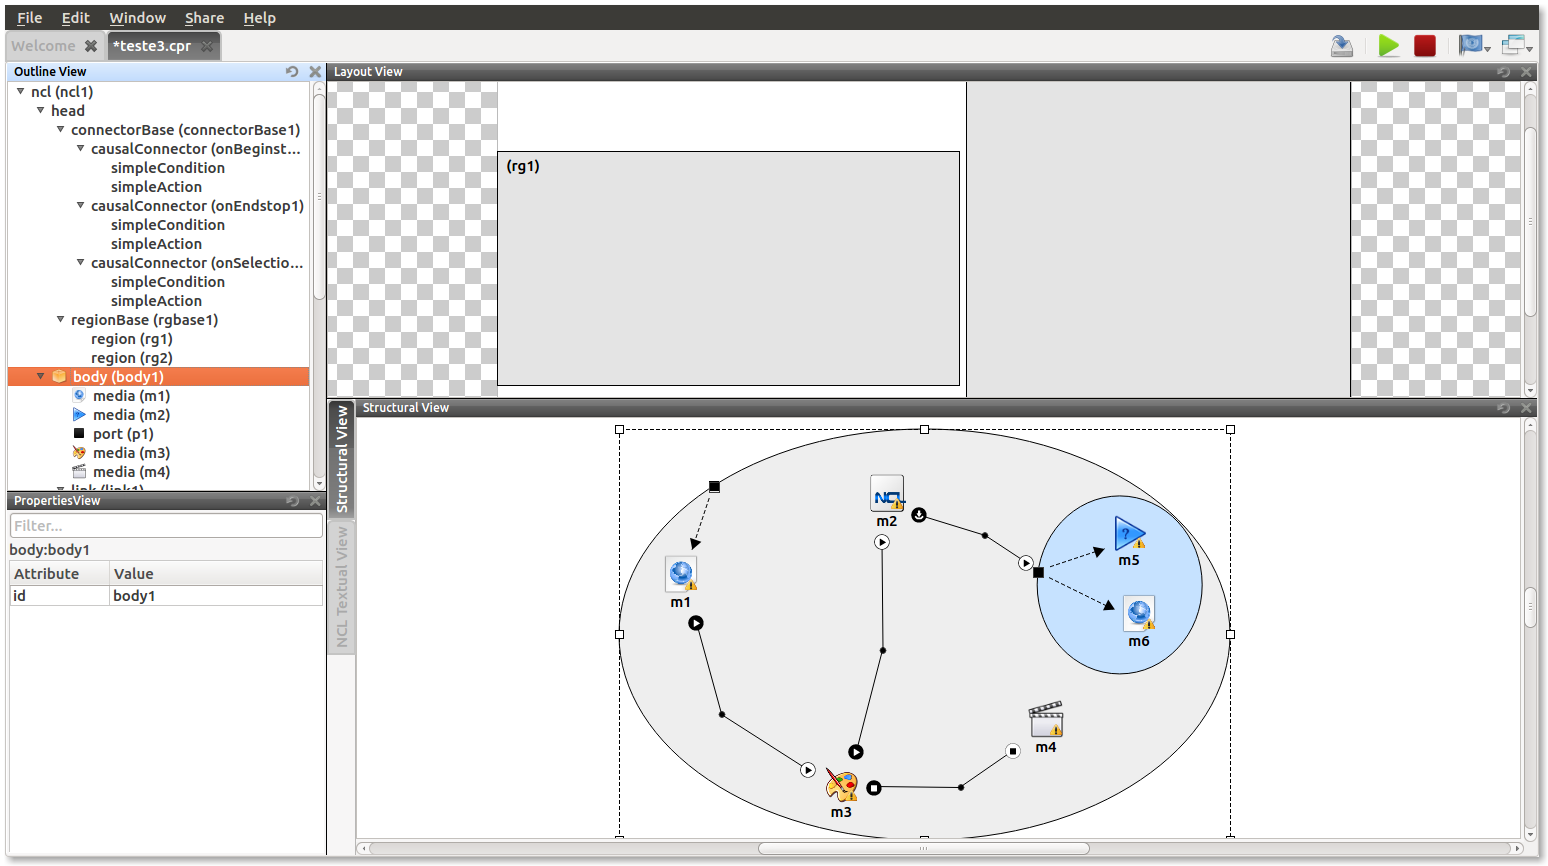 File Edit Window Share Help
Welcome *teste3.cpr
Outline View
ncl (ncl1)
head
connectorBase (connectorBase1)
causalConnector (onBeginst...
simpleCondition
simpleAction
causalConnector (onEndstop1)
simpleCondition
simpleAction
causalConnector (onSelectio...
simpleCondition
simpleAction
regionBase (rgbase1)
region (rg1)
region (rg2)
body (body1)
media (m1)
media (m2)
port (p1)
media (m3)
media (m4)
link (link1)
PropertiesView
Filter...
body:body1
Attribute Value
id body1
Layout View
(rg1)
Structural View
NCL Textual View
Structural View
NCL
m2
m5
m1
m6
m4
m3